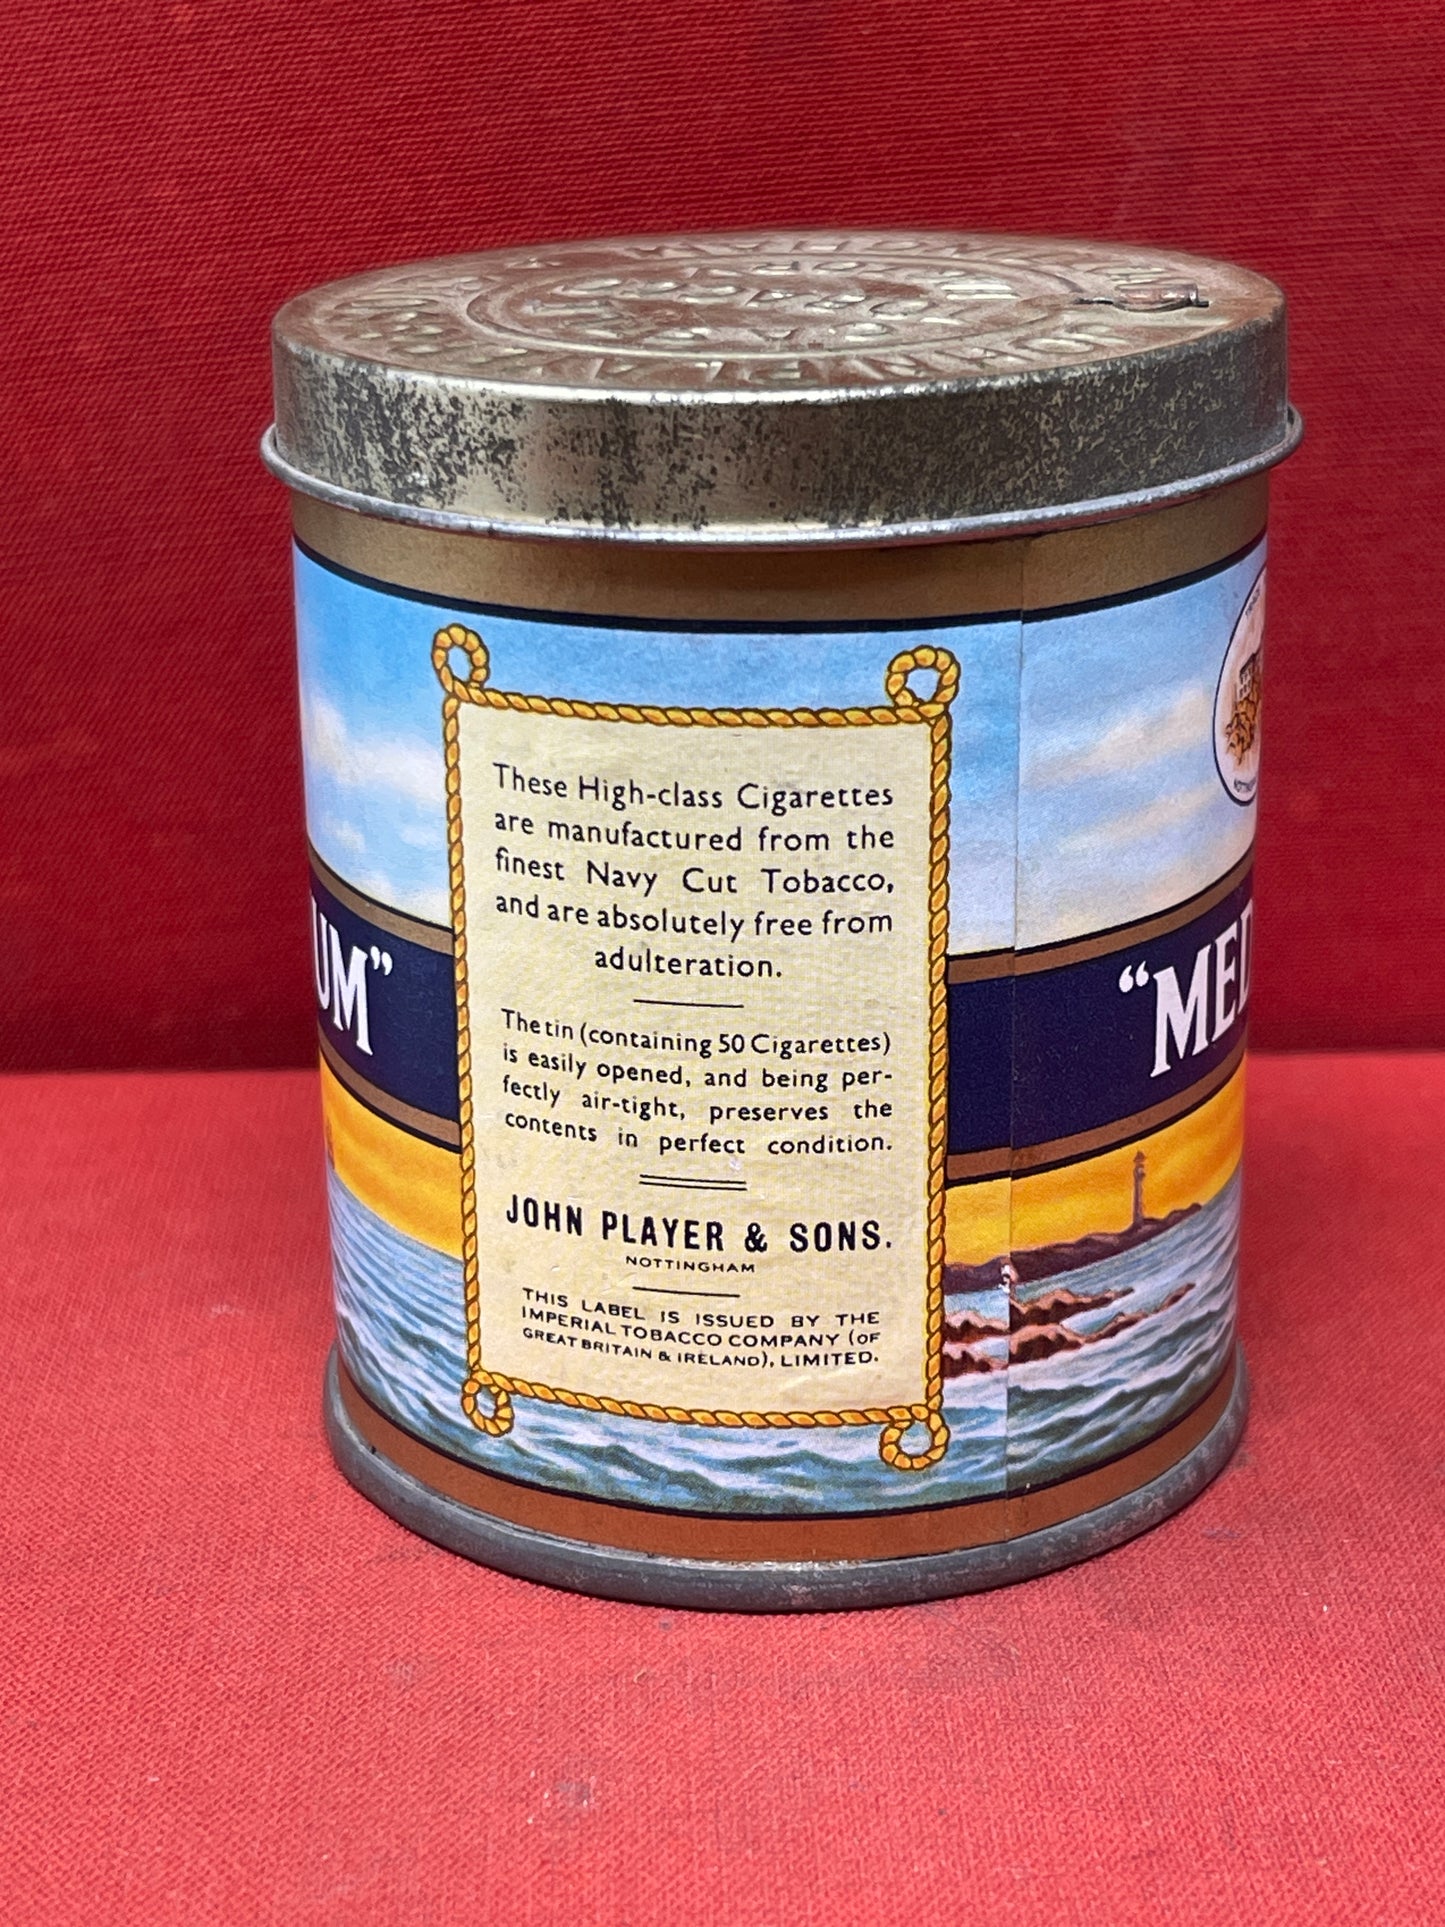 These High-class Cigarettes
are manufactured from the
finest Navy Cut Tobacco,
and are absolutely free from
adulteration.
The tin (containing 50 Cigarettes)
is easily opened, and being per-
fectly air-tight, preserves the
contents in perfect condition.
JOHN PLAYER & SONS.
NOTTINGHAM
THIS LABEL IS ISSUED BY THE
IMPERIAL TOBACCO COMPANY (OF
GREAT BRITAIN & IRELAND), LIMITED.
UM”
“MED